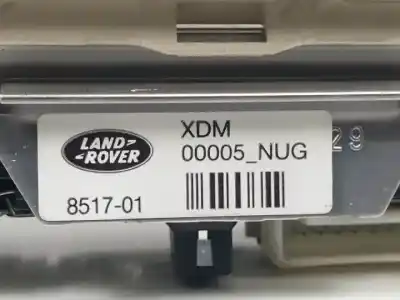 LAND-
-ROVER
XDM
00005_NUG
8517-01
29